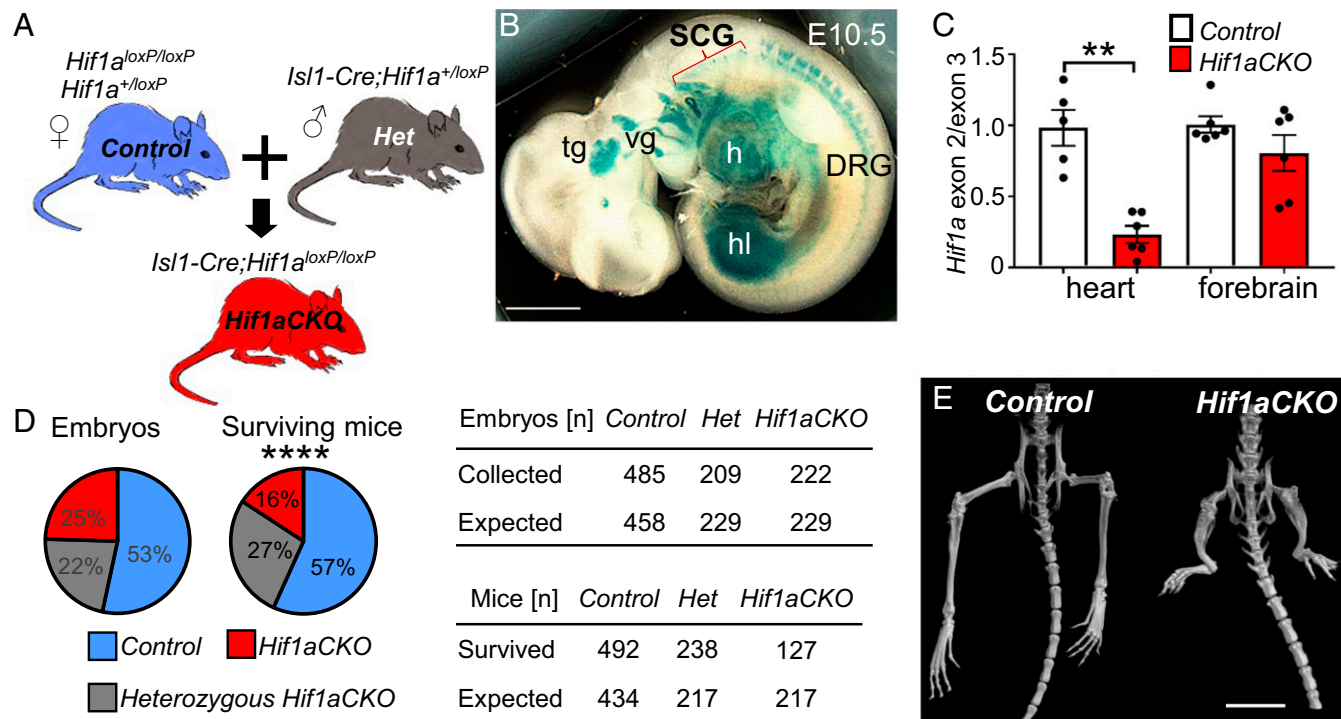 A
Hif1a^loxP/loxP
Hif1a^+/loxP
♀
Control
+
Isl1-Cre;Hif1a^+/loxP
♂
Het
Isl1-Cre;Hif1a^loxP/loxP
Hif1aCKO
B
SCG
E10.5
tg
vg
h
DRG
hl
C
Control
Hif1aCKO
**
Hif1a exon 2/exon 3
1.5
1.0
0.5
0
heart
forebrain
D
Embryos
25%
53%
22%
Surviving mice
****
16%
27%
57%
Control
Hif1aCKO
Heterozygous Hif1aCKO
Embryos [n] Control Het Hif1aCKO
Collected 485 209 222
Expected 458 229 229
Mice [n] Control Het Hif1aCKO
Survived 492 238 127
Expected 434 217 217
E
Control
Hif1aCKO